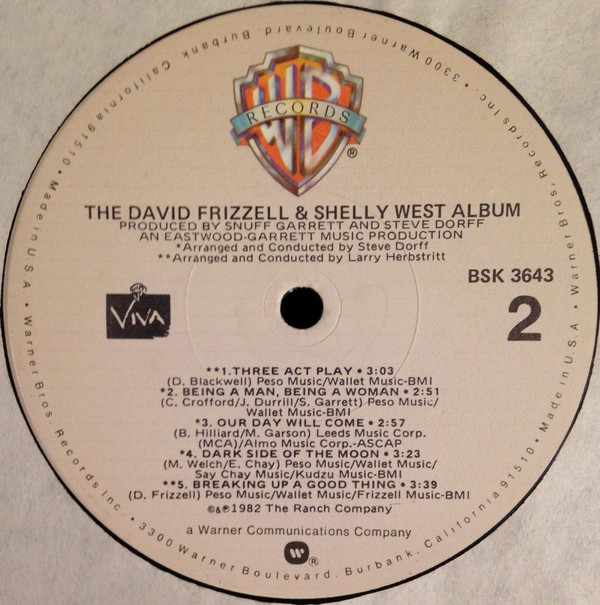 WB
RECORDS
®
THE DAVID FRIZZELL & SHELLY WEST ALBUM
PRODUCED BY SNUFF GARRETT AND STEVE DORFF
AN EASTWOOD-GARRETT MUSIC PRODUCTION
*Arranged and Conducted by Steve Dorff
**Arranged and Conducted by Larry Herbstritt
BSK 3643
2
VIVA
**1.THREE ACT PLAY • 3:03
(D. Blackwell) Peso Music/Wallet Music-BMI
*2. BEING A MAN, BEING A WOMAN • 2:51
(C. Crofford/J. Durrill/S. Garrett) Peso Music/
Wallet Music-BMI
*3. OUR DAY WILL COME • 2:57
(B. Hilliard/M. Garson) Leeds Music Corp.
(MCA)/Almo Music Corp.-ASCAP
*4. DARK SIDE OF THE MOON • 3:23
(M. Welch/E. Chay) Peso Music/Wallet Music/
Say Chay Music/Kudzu Music-BMI
**5. BREAKING UP A GOOD THING • 3:39
(D. Frizzell) Peso Music/Wallet Music/Frizzell Music-BMI
©&℗1982 The Ranch Company
a Warner Communications Company
®
Warner Bros. Records Inc. • 3300 Warner Boulevard, Burbank, California 91510 • Made in U.S.A. • Warner Bros. Records Inc. • 3300 Warner Boulevard, Burbank, California 91510 • Made in U.S.A. •